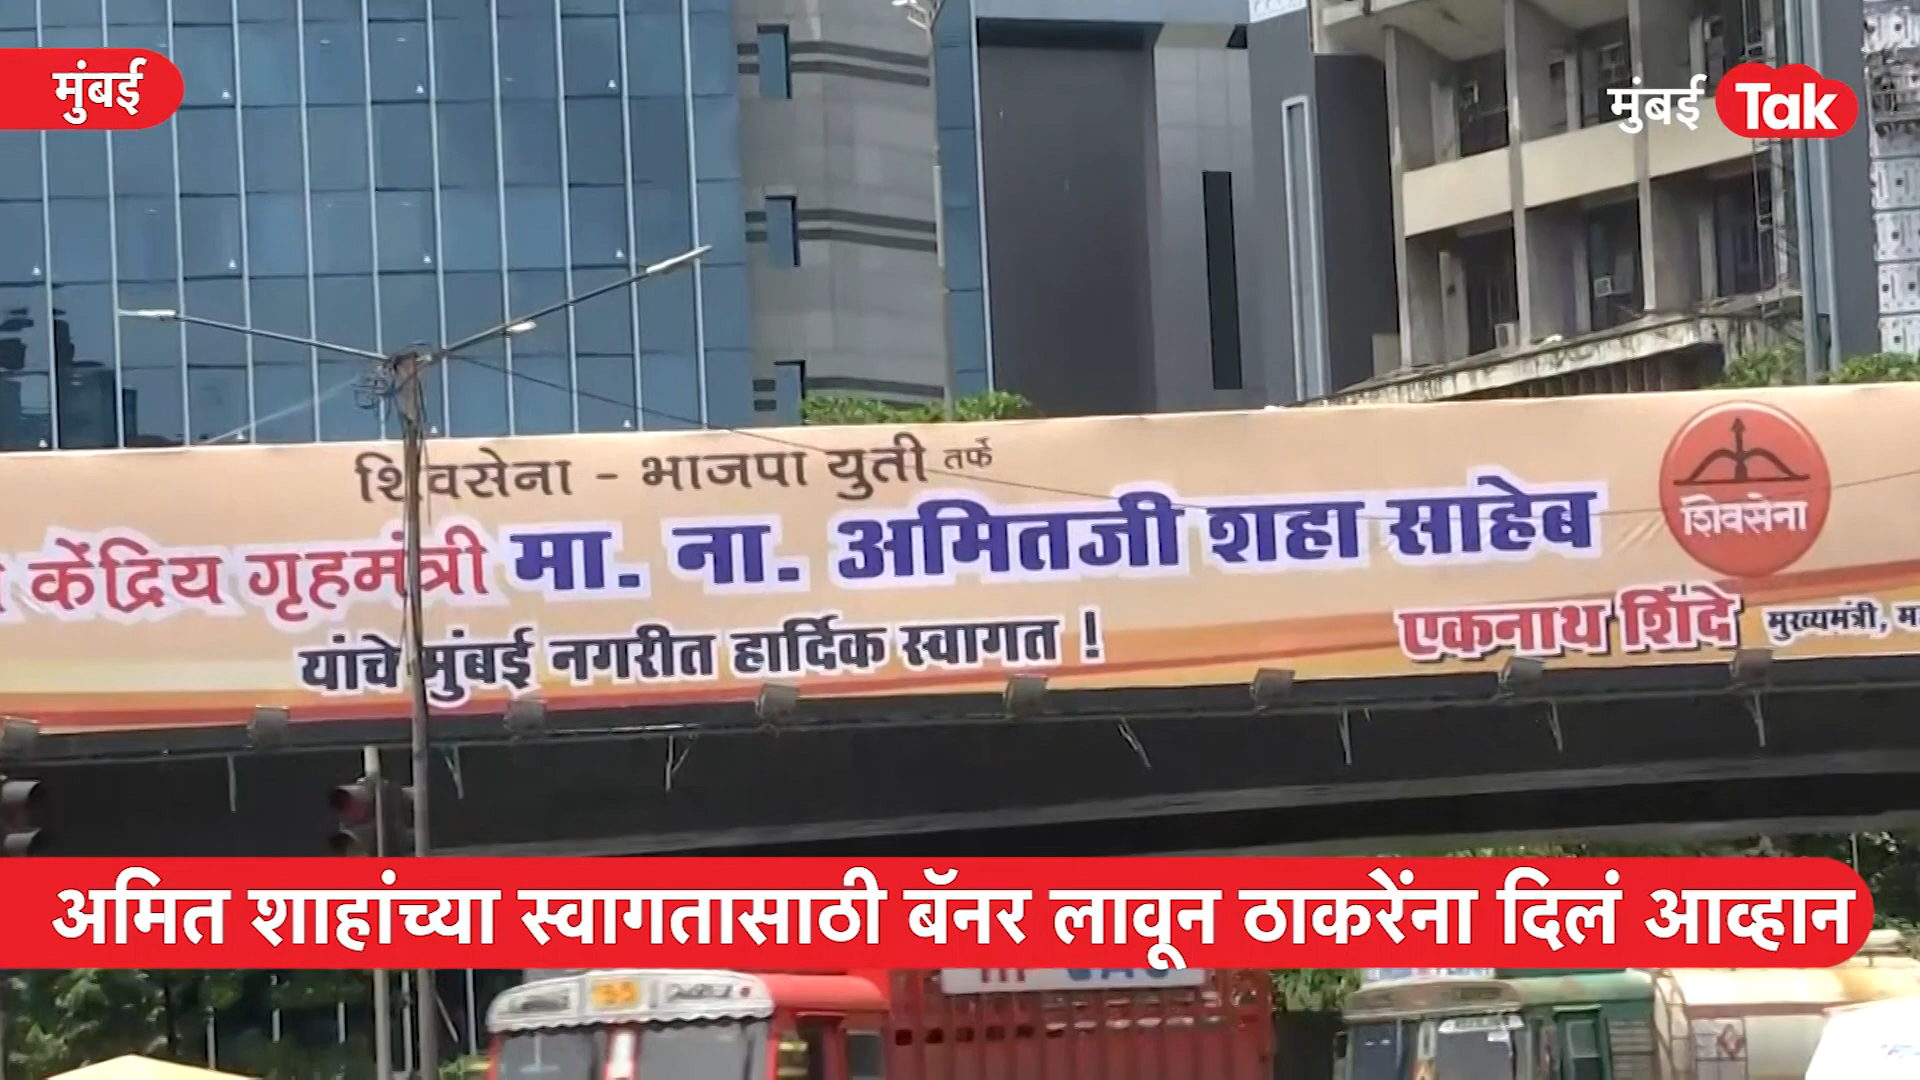 मुंबई
मुंबई Tak
शिवसेना - भाजपा युती तर्फे
केंद्रिय गृहमंत्री मा. ना. अमितजी शहा साहेब
यांचे मुंबई नगरीत हार्दिक स्वागत !
शिवसेना
एकनाथ शिंदे मुख्यमंत्री,
अमित शाहांच्या स्वागतासाठी बॅनर लावून ठाकरेंना दिलं आव्हान